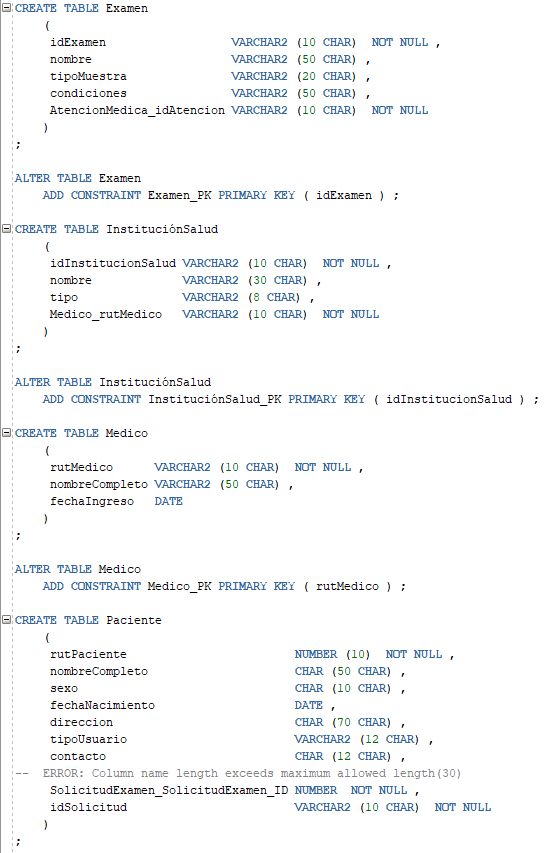 CREATE TABLE Examen
(
idExamen VARCHAR2 (10 CHAR) NOT NULL ,
nombre VARCHAR2 (50 CHAR) ,
tipoMuestra VARCHAR2 (20 CHAR) ,
condiciones VARCHAR2 (50 CHAR) ,
AtencionMedica_idAtencion VARCHAR2 (10 CHAR) NOT NULL
)
;
ALTER TABLE Examen
ADD CONSTRAINT Examen_PK PRIMARY KEY ( idExamen ) ;
CREATE TABLE InstituciónSalud
(
idInstitucionSalud VARCHAR2 (10 CHAR) NOT NULL ,
nombre VARCHAR2 (30 CHAR) ,
tipo VARCHAR2 (8 CHAR) ,
Medico_rutMedico VARCHAR2 (10 CHAR) NOT NULL
)
;
ALTER TABLE InstituciónSalud
ADD CONSTRAINT InstituciónSalud_PK PRIMARY KEY ( idInstitucionSalud ) ;
CREATE TABLE Medico
(
rutMedico VARCHAR2 (10 CHAR) NOT NULL ,
nombreCompleto VARCHAR2 (50 CHAR) ,
fechaIngreso DATE
)
;
ALTER TABLE Medico
ADD CONSTRAINT Medico_PK PRIMARY KEY ( rutMedico ) ;
CREATE TABLE Paciente
(
rutPaciente NUMBER (10) NOT NULL ,
nombreCompleto CHAR (50 CHAR) ,
sexo CHAR (10 CHAR) ,
fechaNacimiento DATE ,
direccion CHAR (70 CHAR) ,
tipoUsuario VARCHAR2 (12 CHAR) ,
contacto CHAR (12 CHAR) ,
-- ERROR: Column name length exceeds maximum allowed length(30)
SolicitudExamen_SolicitudExamen_ID NUMBER NOT NULL ,
idSolicitud VARCHAR2 (10 CHAR) NOT NULL
)
;